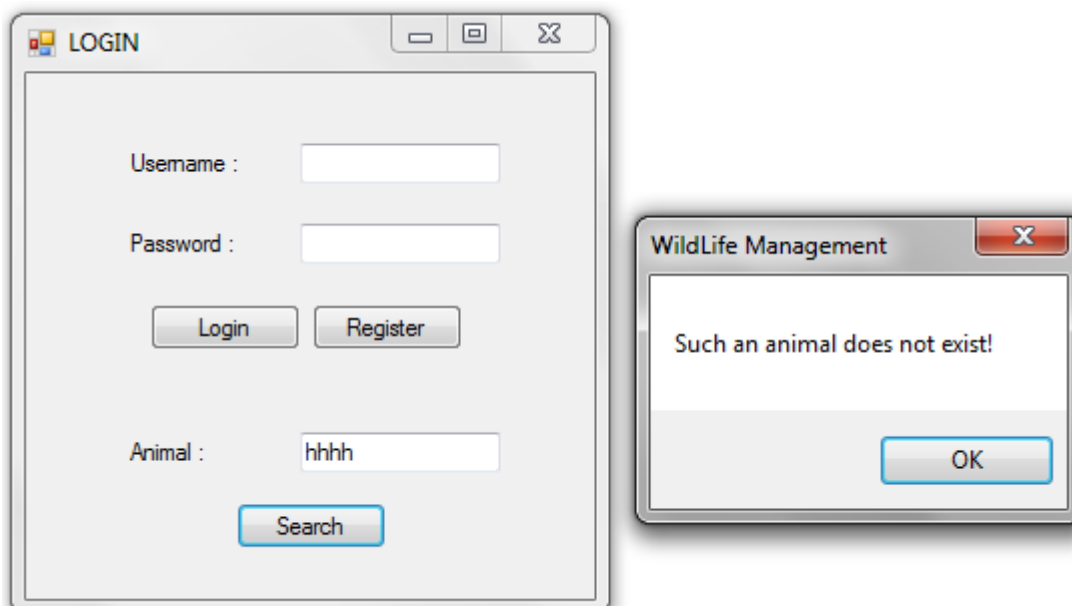 LOGIN
Username :
Password :
Login Register
Animal : hhhh
Search
WildLife Management
Such an animal does not exist!
OK